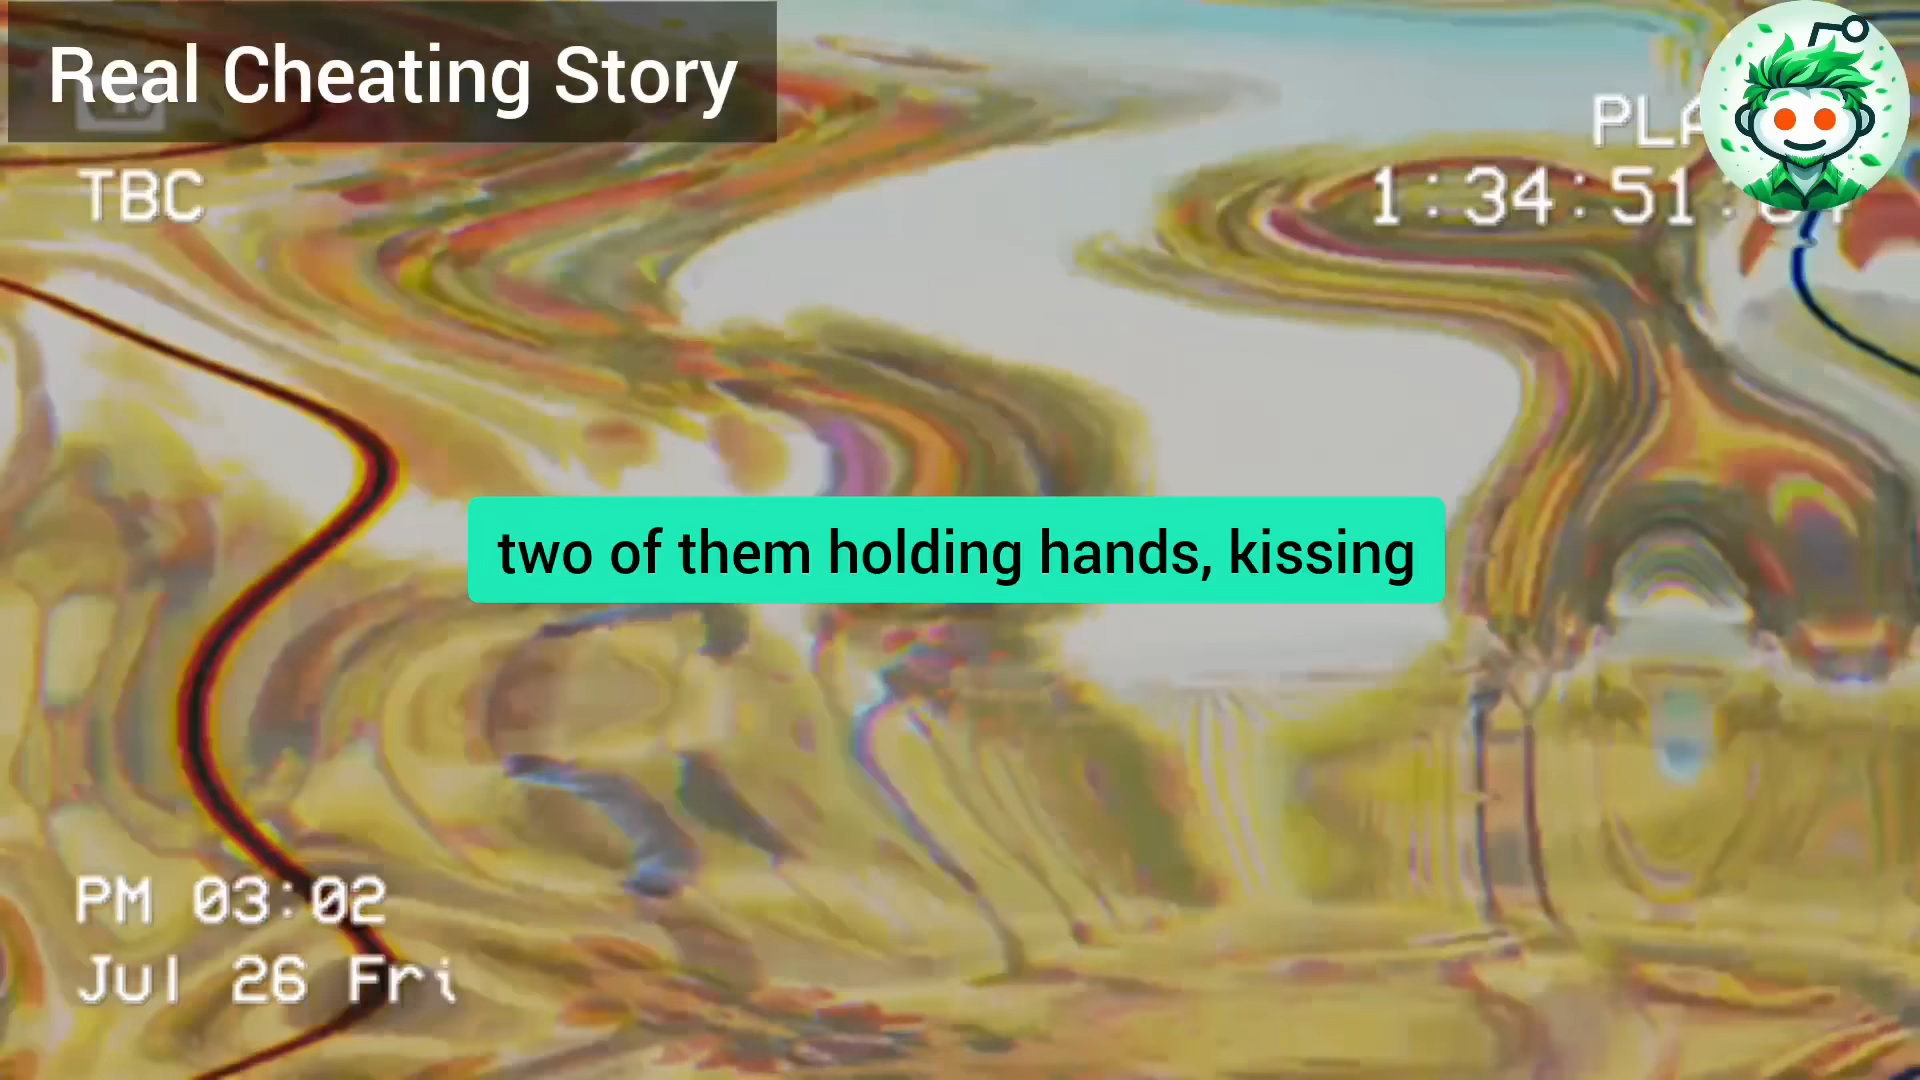 Real Cheating Story
TBC
1:34:51:
two of them holding hands, kissing
PM 03:02
Jul 26 Fri